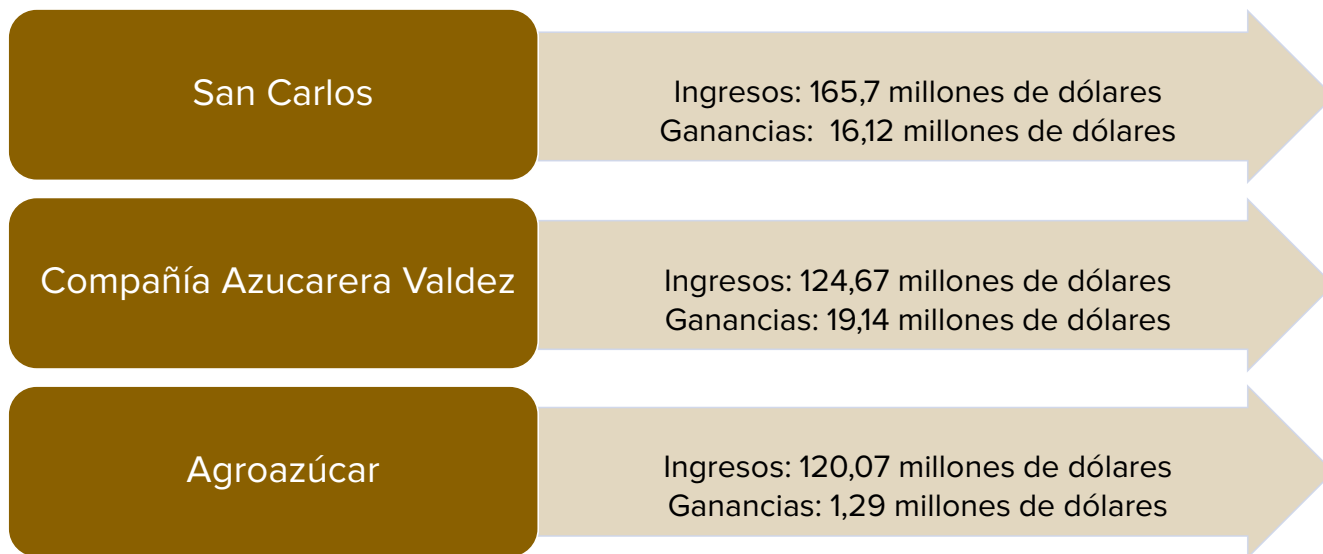 San Carlos
Ingresos: 165,7 millones de dólares
Ganancias: 16,12 millones de dólares
Compañía Azucarera Valdez
Ingresos: 124,67 millones de dólares
Ganancias: 19,14 millones de dólares
Agroazúcar
Ingresos: 120,07 millones de dólares
Ganancias: 1,29 millones de dólares